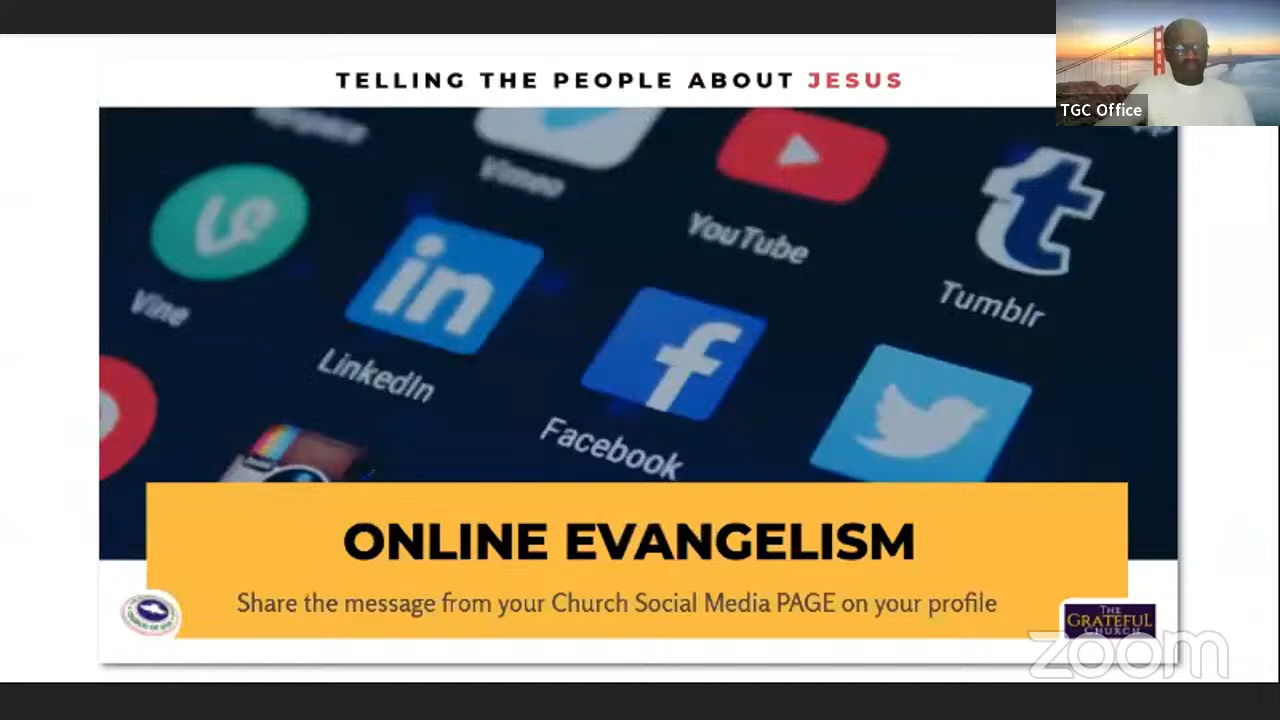 TELLING THE PEOPLE ABOUT JESUS
TGC Office
Myspace
Vimeo
YouTube
Tumblr
Vine
LinkedIn
Facebook
ONLINE EVANGELISM
Share the message from your Church Social Media PAGE on your profile
THE
GRATEFUL
CHURCH
zoom